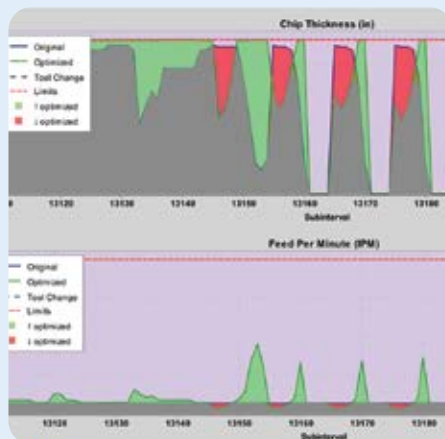 Chip Thickness (in)
Original
Optimized
Tool Change
Limits
↑ optimized
↓ optimized
13120 13130 13140 13150 13160 13170 13180
Subinterval
Feed Per Minute (IPM)
Original
Optimized
Tool Change
Limits
↑ optimized
↓ optimized
13120 13130 13140 13150 13160 13170 13180
Subinterval